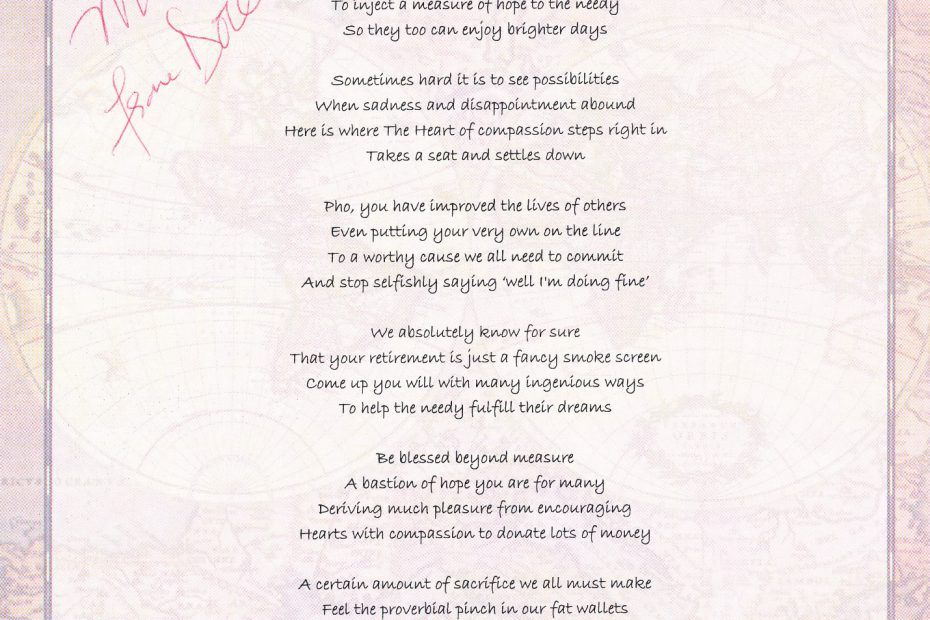 To inject a measure of hope to the needy
So they too can enjoy brighter days
Sometimes hard it is to see possibilities
When sadness and disappointment abound
Here is where The Heart of compassion steps right in
Takes a seat and settles down
Pho, you have improved the lives of others
Even putting your very own on the line
To a worthy cause we all need to commit
And stop selfishly saying ‘well I'm doing fine’
We absolutely know for sure
That your retirement is just a fancy smoke screen
Come up you will with many ingenious ways
To help the needy fulfill their dreams
Be blessed beyond measure
A bastion of hope you are for many
Deriving much pleasure from encouraging
Hearts with compassion to donate lots of money
A certain amount of sacrifice we all must make
Feel the proverbial pinch in our fat wallets